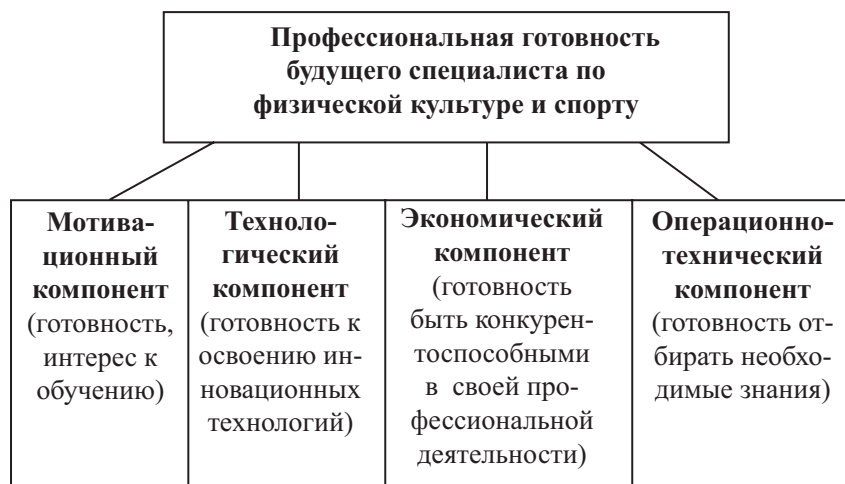 Профессиональная готовность
будущего специалиста по
физической культуре и спорту
Мотива-
ционный
компонент
(готовность,
интерес к
обучению)
Техноло-
гический
компонент
(готовность к
освоению ин-
новационных
технологий)
Экономический
компонент
(готовность
быть конкурен-
тоспособными
в своей про-
фессиональной
деятельности)
Операционно-
технический
компонент
(готовность от-
бирать необхо-
димые знания)